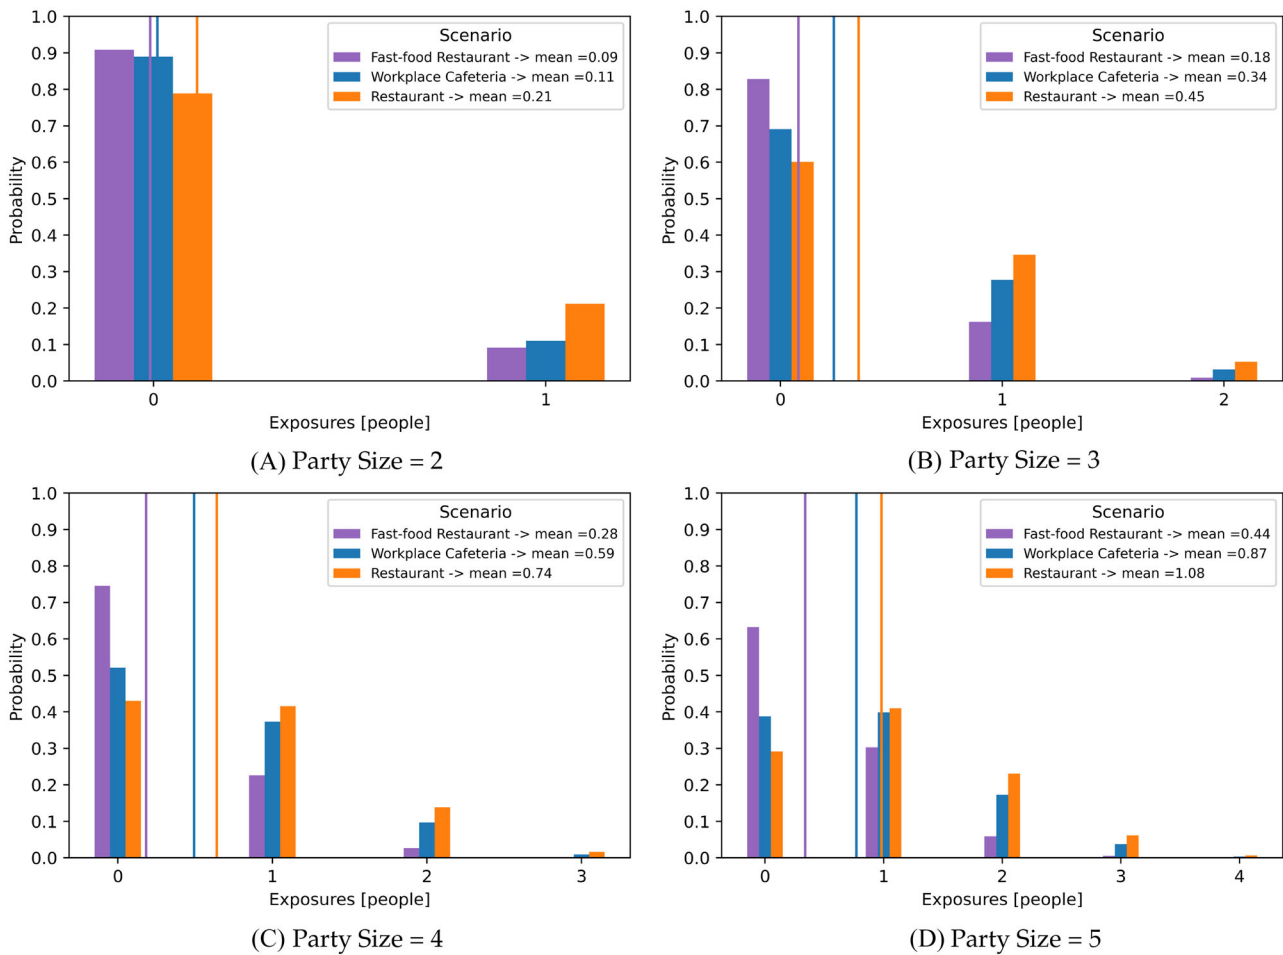 1.0
0.9
0.8
0.7
0.6
0.5
0.4
0.3
0.2
0.1
0.0
Probability
Scenario
Fast-food Restaurant -> mean =0.09
Workplace Cafeteria -> mean =0.11
Restaurant -> mean =0.21
0 1
Exposures [people]
(A) Party Size = 2
1.0
0.9
0.8
0.7
0.6
0.5
0.4
0.3
0.2
0.1
0.0
Probability
Scenario
Fast-food Restaurant -> mean =0.18
Workplace Cafeteria -> mean =0.34
Restaurant -> mean =0.45
0 1 2
Exposures [people]
(B) Party Size = 3
1.0
0.9
0.8
0.7
0.6
0.5
0.4
0.3
0.2
0.1
0.0
Probability
Scenario
Fast-food Restaurant -> mean =0.28
Workplace Cafeteria -> mean =0.59
Restaurant -> mean =0.74
0 1 2 3
Exposures [people]
(C) Party Size = 4
1.0
0.9
0.8
0.7
0.6
0.5
0.4
0.3
0.2
0.1
0.0
Probability
Scenario
Fast-food Restaurant -> mean =0.44
Workplace Cafeteria -> mean =0.87
Restaurant -> mean =1.08
0 1 2 3 4
Exposures [people]
(D) Party Size = 5